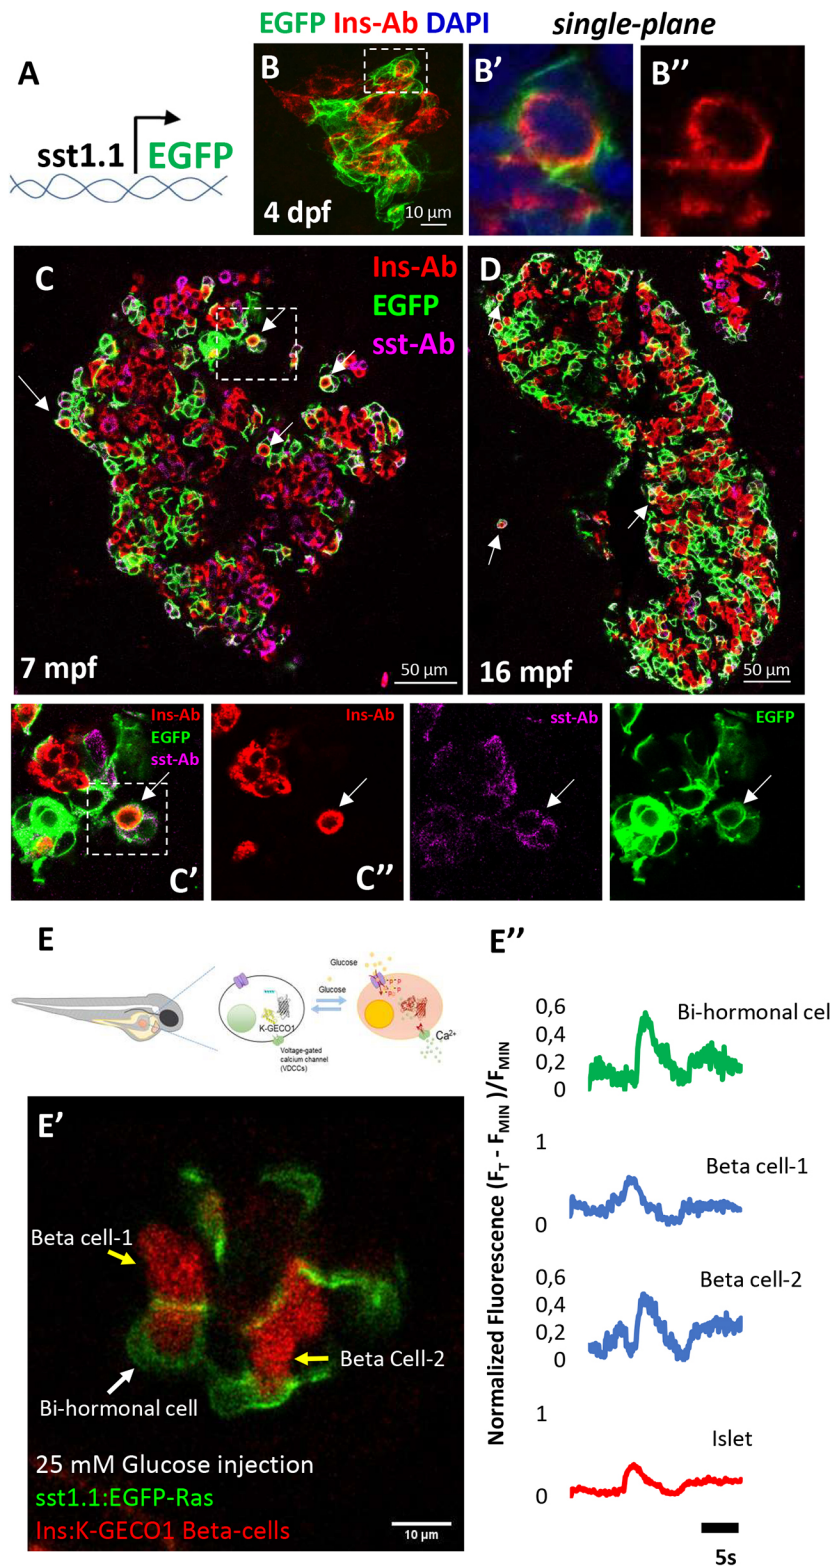 EGFP Ins-Ab DAPI single-plane
A
sst1.1
EGFP
B
4 dpf
10 µm
B'
B''
C
Ins-Ab
EGFP
sst-Ab
7 mpf
50 µm
D
16 mpf
50 µm
Ins-Ab
EGFP
sst-Ab
C'
Ins-Ab
C''
sst-Ab
EGFP
E
Glucose
Glucose
K-GECO1
Voltage-gated
calcium channel
(VDCCs)
Ca2+
E'
Beta cell-1
Beta Cell-2
Bi-hormonal cell
25 mM Glucose injection
sst1.1:EGFP-Ras
Ins:K-GECO1 Beta-cells
10 µm
E''
Normalized Fluorescence (FT - FMIN )/FMIN
Bi-hormonal cel
0,6
0,4
0,2
0
Beta cell-1
1
0
Beta cell-2
0,6
0,4
0,2
0
Islet
1
0
5s